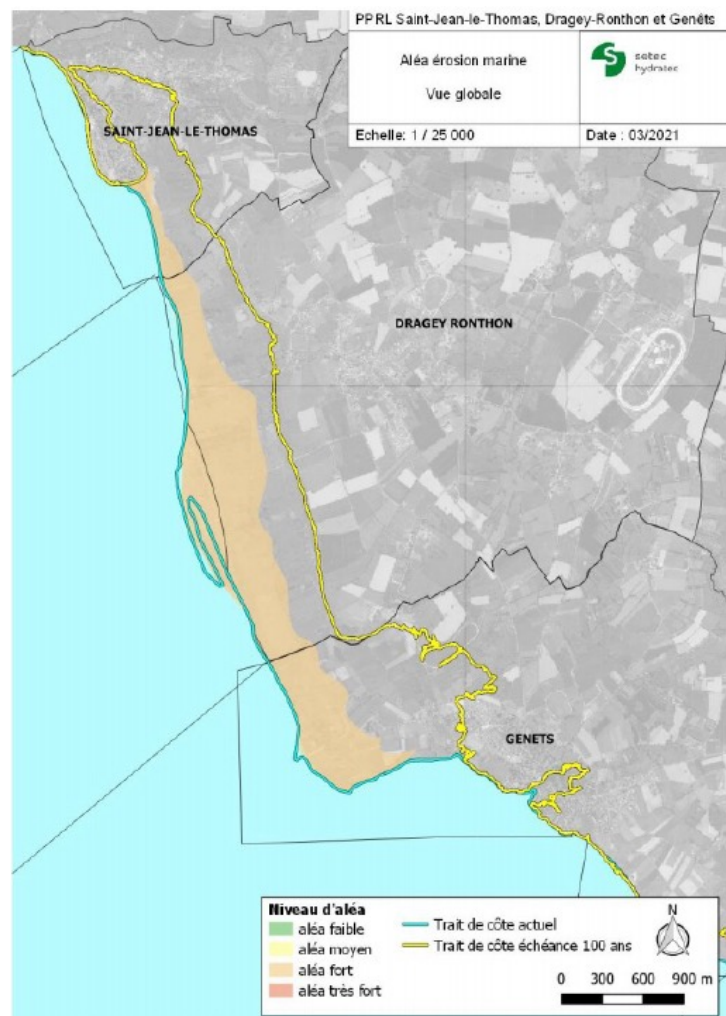 PPRL Saint-Jean-le-Thomas, Dragey-Ronthon et Genêts
Aléa érosion marine
Vue globale
setec
hydratec
Echelle: 1 / 25 000
Date : 03/2021
SAINT-JEAN-LE-THOMAS
DRAGEY RONTHON
GENETS
Niveau d'aléa
aléa faible
aléa moyen
aléa fort
aléa très fort
Trait de côte actuel
Trait de côte échéance 100 ans
N
0 300 600 900 m